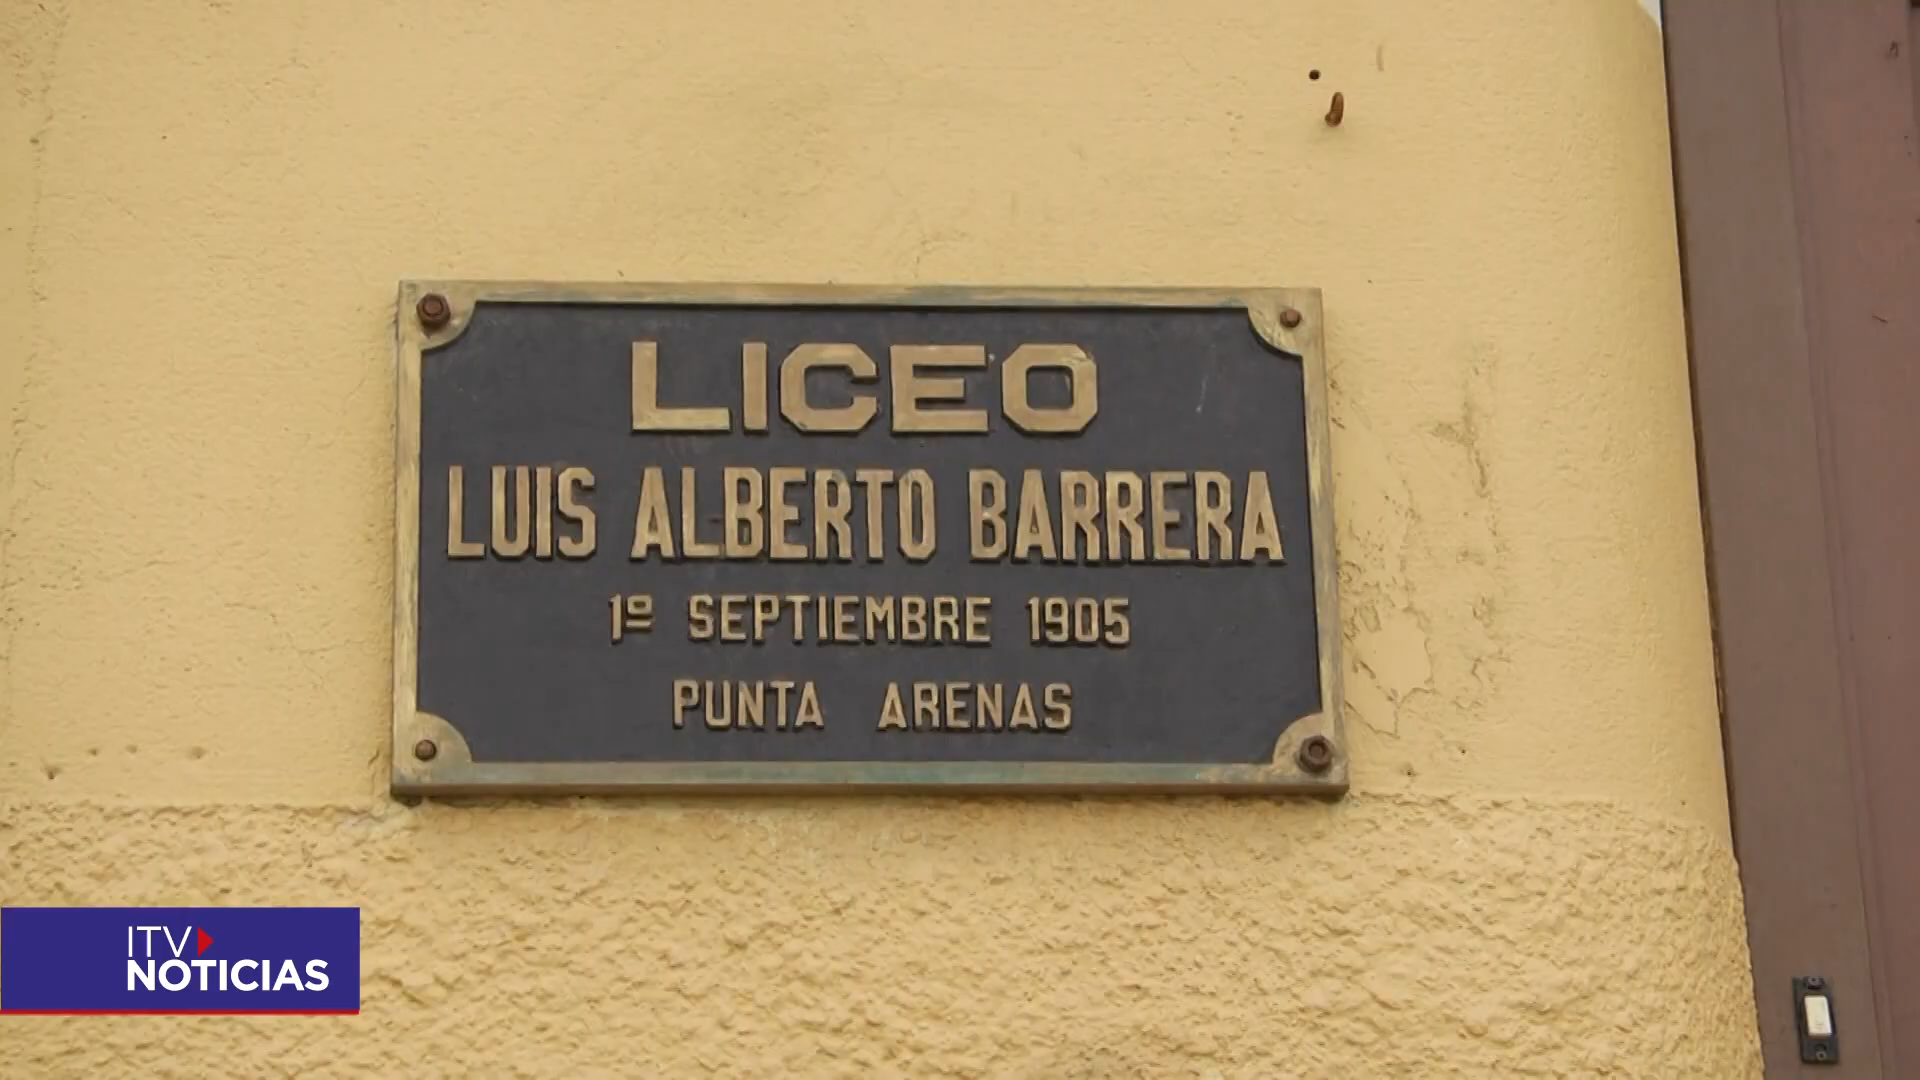 LICEO
LUIS ALBERTO BARRERA
1º SEPTIEMBRE 1905
PUNTA ARENAS
ITV
NOTICIAS